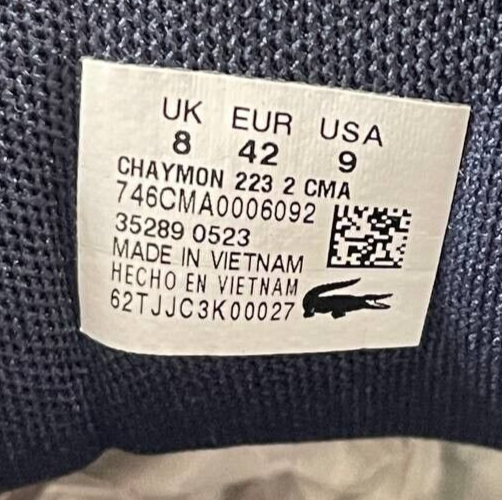 UK EUR USA
8 42 9
CHAYMON 223 2 CMA
746CMA0006092
35289 0523
MADE IN VIETNAM
HECHO EN VIETNAM
62TJJC3K00027